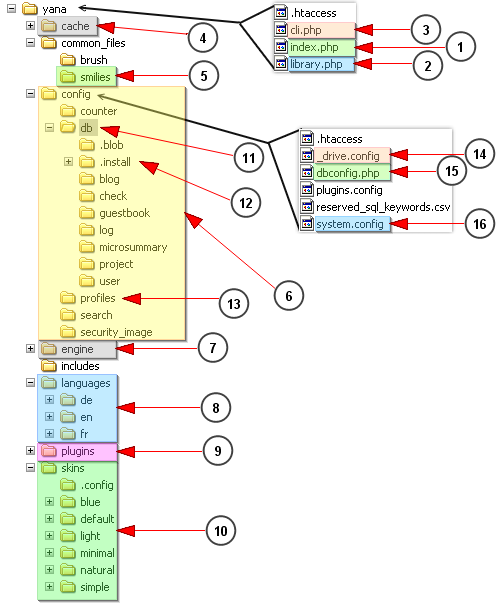 yana
.htaccess
cache
cli.php
3
4
common_files
index.php
1
brush
library.php
2
smilies
5
config
counter
db
.blob
11
.htaccess
14
.install
_drive.config
blog
12
dbconfig.php
15
check
plugins.config
guestbook
reserved_sql_keywords.csv
log
system.config
16
microsummary
project
user
6
profiles
13
search
security_image
engine
7
includes
languages
de
8
en
fr
plugins
9
skins
.config
blue
default
10
light
minimal
natural
simple